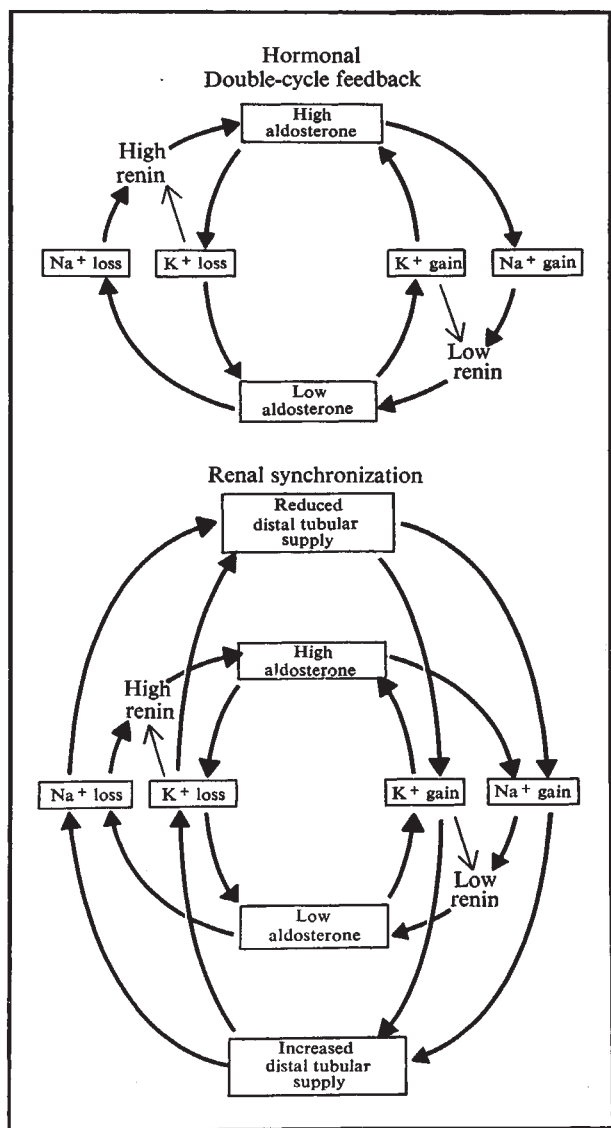 Hormonal
Double-cycle feedback
High
aldosterone
High
renin
Na+ loss
K+ loss
K+ gain
Na+ gain
Low
renin
Low
aldosterone
Renal synchronization
Reduced
distal tubular
supply
High
aldosterone
High
renin
Na+ loss
K+ loss
K+ gain
Na+ gain
Low
renin
Low
aldosterone
Increased
distal tubular
supply